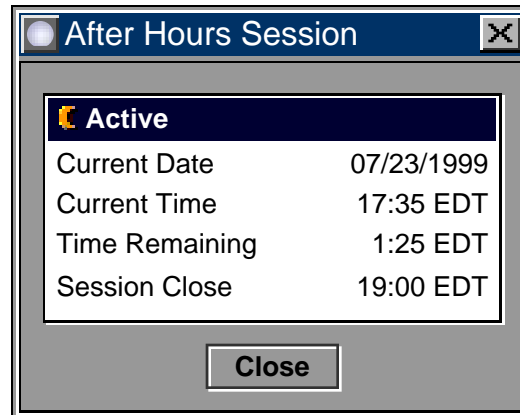 After Hours Session
Active
Current Date 07/23/1999
Current Time 17:35 EDT
Time Remaining 1:25 EDT
Session Close 19:00 EDT
Close